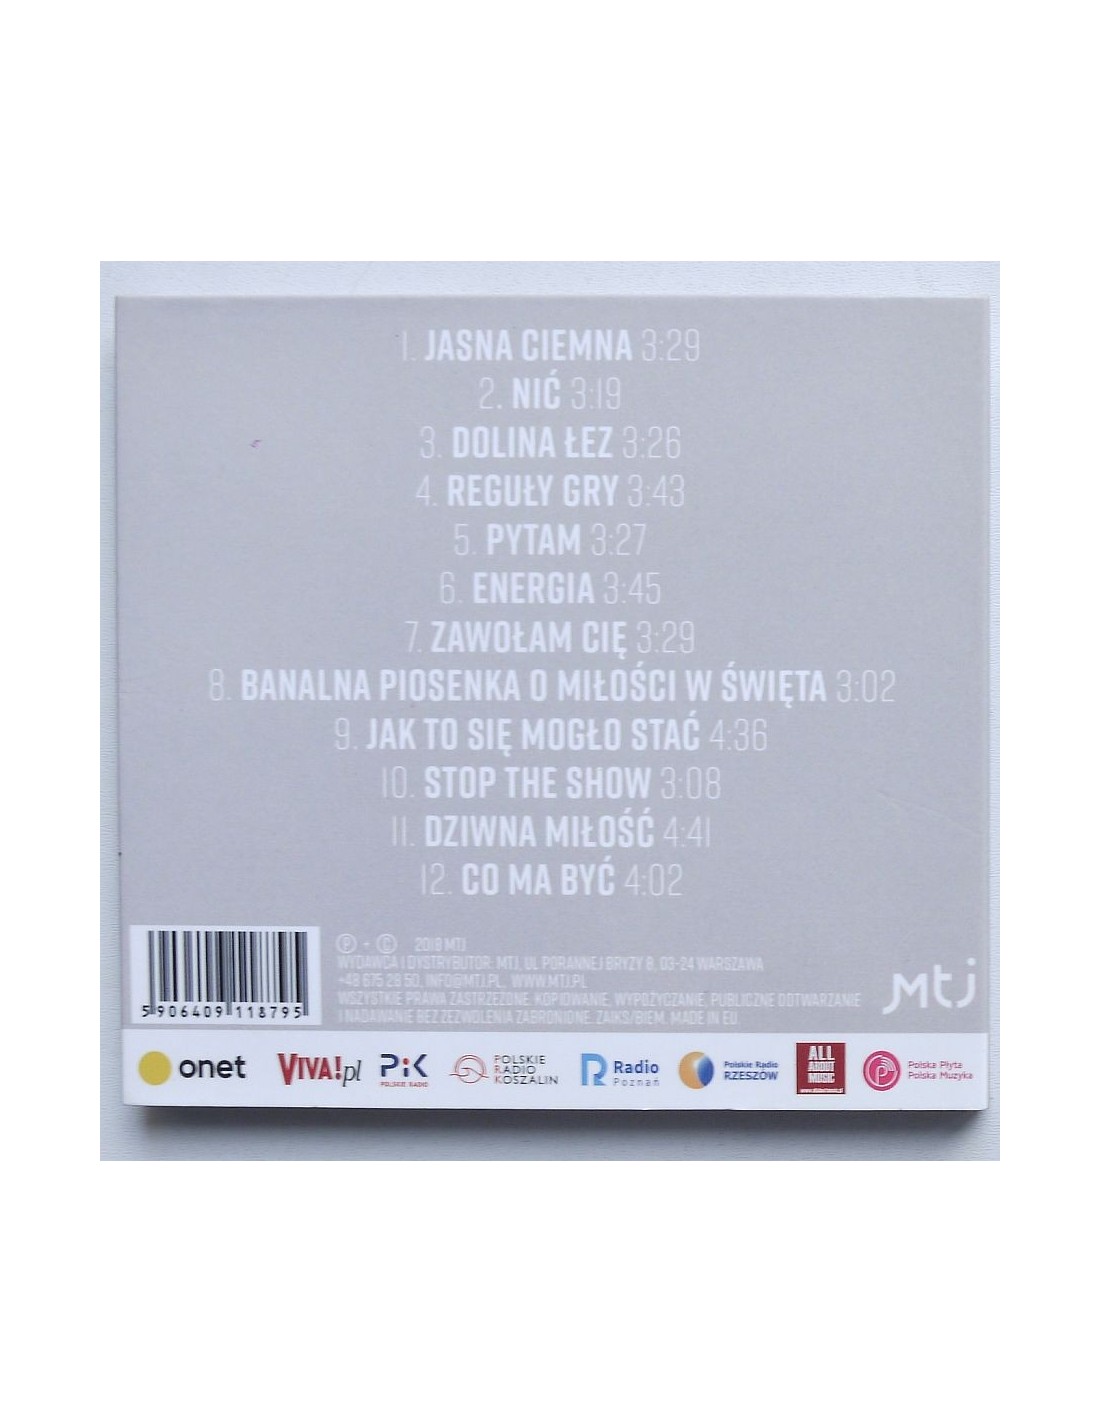 1. JASNA CIEMNA 3:29
2. NIĆ 3:19
3. DOLINA ŁEZ 3:26
4. REGUŁY GRY 3:43
5. PYTAM 3:27
6. ENERGIA 3:45
7. ZAWOŁAM CIĘ 3:29
8. BANALNA PIOSENKA O MIŁOŚCI W ŚWIĘTA 3:02
9. JAK TO SIĘ MOGŁO STAĆ 4:36
10. STOP THE SHOW 3:08
11. DZIWNA MIŁOŚĆ 4:41
12. CO MA BYĆ 4:02
5 906409 118795
Ⓟ + Ⓒ 2018 MTJ
WYDAWCA I DYSTRYBUTOR: MTJ, UL PORANNEJ BRYZY 8, 03-24 WARSZAWA
+48 675 28 50, INFO@MTJ.PL, WWW.MTJ.PL
WSZYSTKIE PRAWA ZASTRZEŻONE. KOPIOWANIE, WYPOŻYCZANIE, PUBLICZNE ODTWARZANIE
I NADAWANIE BEZ ZEZWOLENIA ZABRONIONE. ZAIKS/BIEM. MADE IN EU
mtj
onet
VIVA!pl
PiK
POLSKIE RADIO
POLSKIE
RADIO
KOSZALIN
Radio
Poznań
Polskie Radio
RZESZÓW
ALL
ABOUT
MUSIC
Polska Płyta
Polska Muzyka